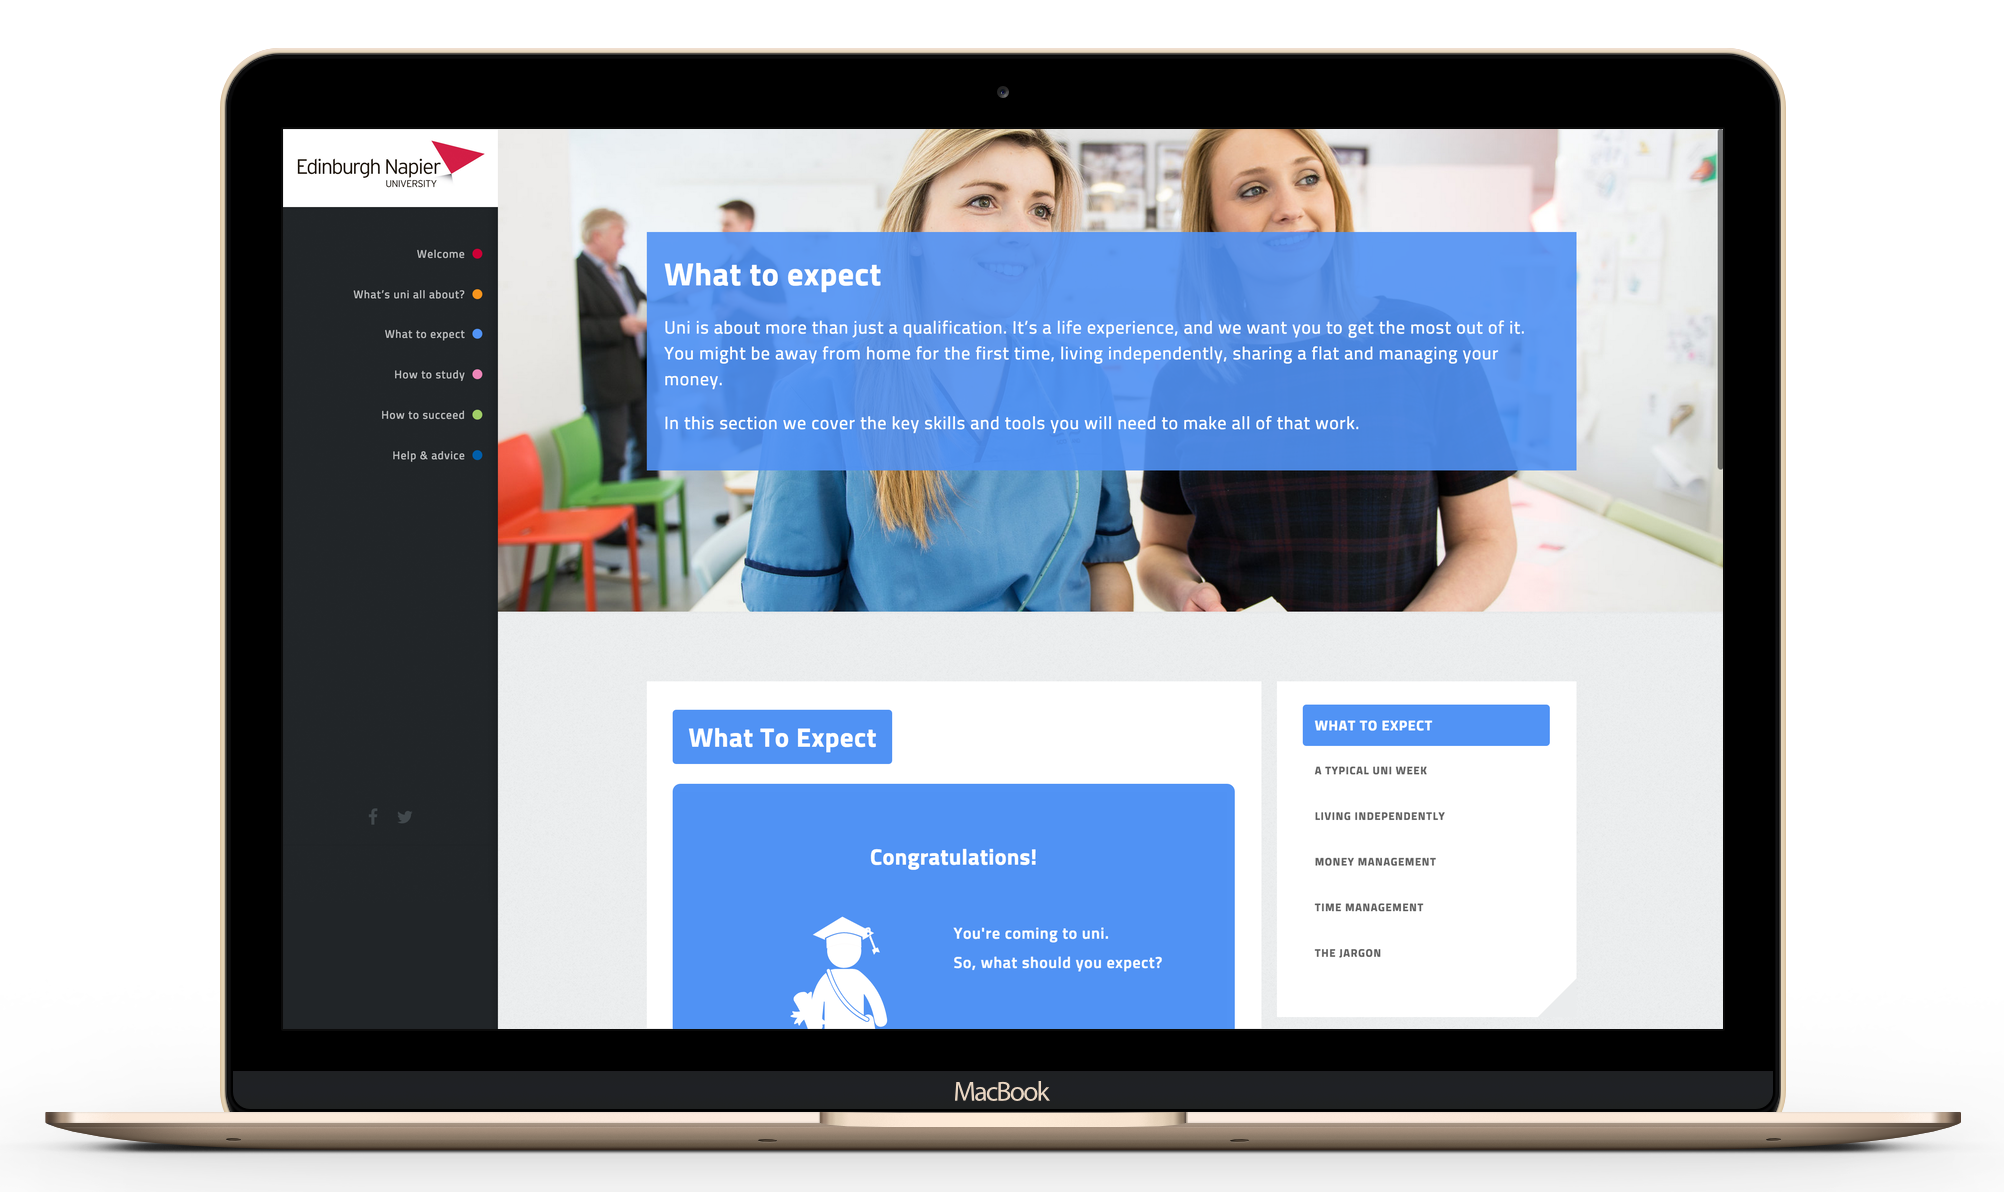 Edinburgh Napier
UNIVERSITY
Welcome
What's uni all about?
What to expect
How to study
How to succeed
Help & advice
What to expect
Uni is about more than just a qualification. It's a life experience, and we want you to get the most out of it.
You might be away from home for the first time, living independently, sharing a flat and managing your
money.
In this section we cover the key skills and tools you will need to make all of that work.
What To Expect
Congratulations!
You're coming to uni.
So, what should you expect?
WHAT TO EXPECT
A TYPICAL UNI WEEK
LIVING INDEPENDENTLY
MONEY MANAGEMENT
TIME MANAGEMENT
THE JARGON
MacBook